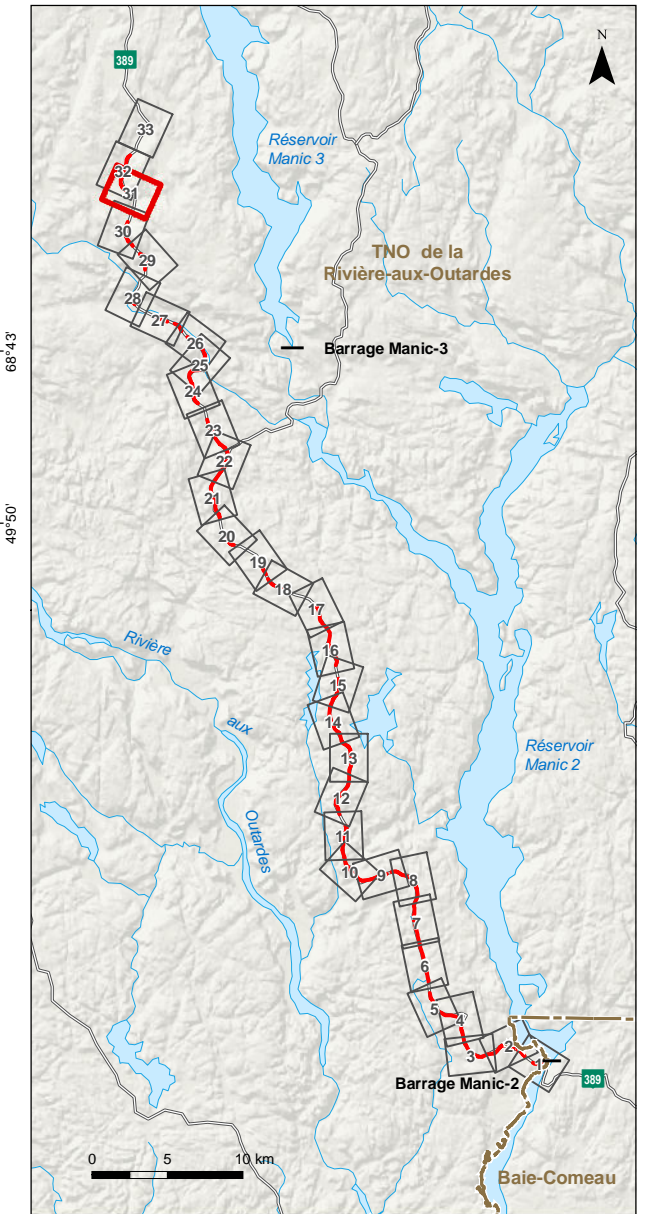 N
389
33
Réservoir
Manic 3
32
31
30
TNO de la
Rivière-aux-Outardes
29
28
27
26
68°43'
Barrage Manic-3
25
24
23
22
21
49°50'
20
19
18
17
Rivière
16
15
aux
14
Réservoir
Manic 2
13
12
Outardes
11
10
9
8
7
6
5
4
3
2
1
Barrage Manic-2
389
0 5 10 km
Baie-Comeau